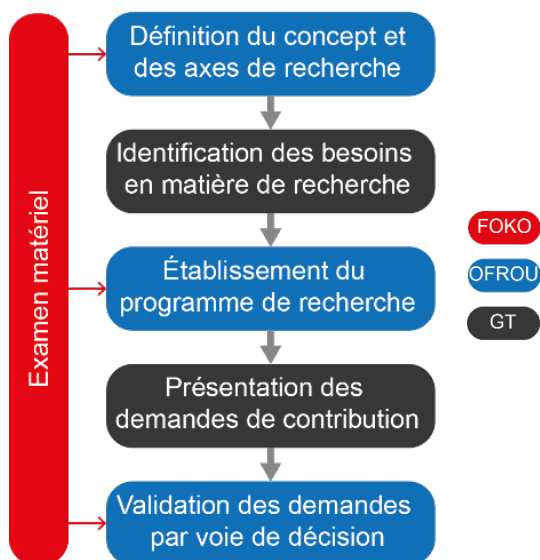 Définition du concept et
des axes de recherche
Identification des besoins
en matière de recherche
Établissement du
programme de recherche
Présentation des
demandes de contribution
Validation des demandes
par voie de décision
Examen matériel
FOKO
OFROU
GT